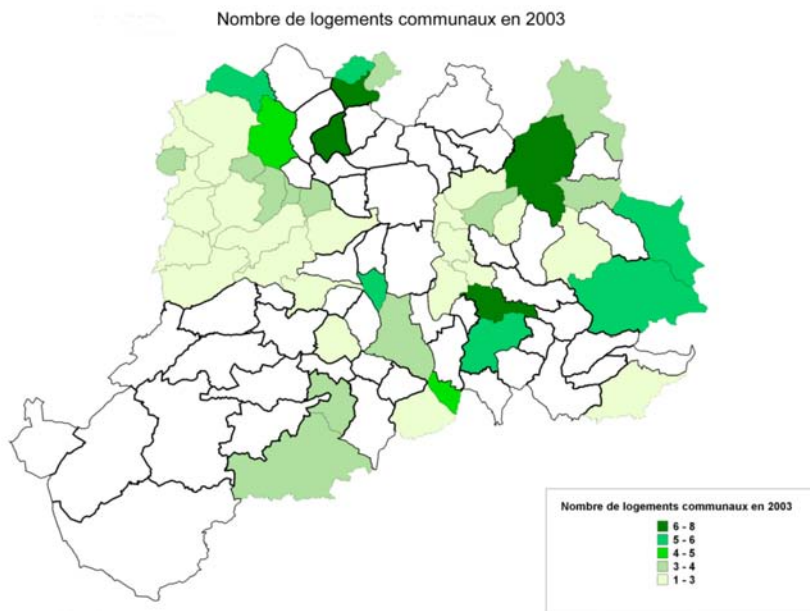 Nombre de logements communaux en 2003
Nombre de logements communaux en 2003
6 - 8
5 - 6
4 - 5
3 - 4
1 - 3